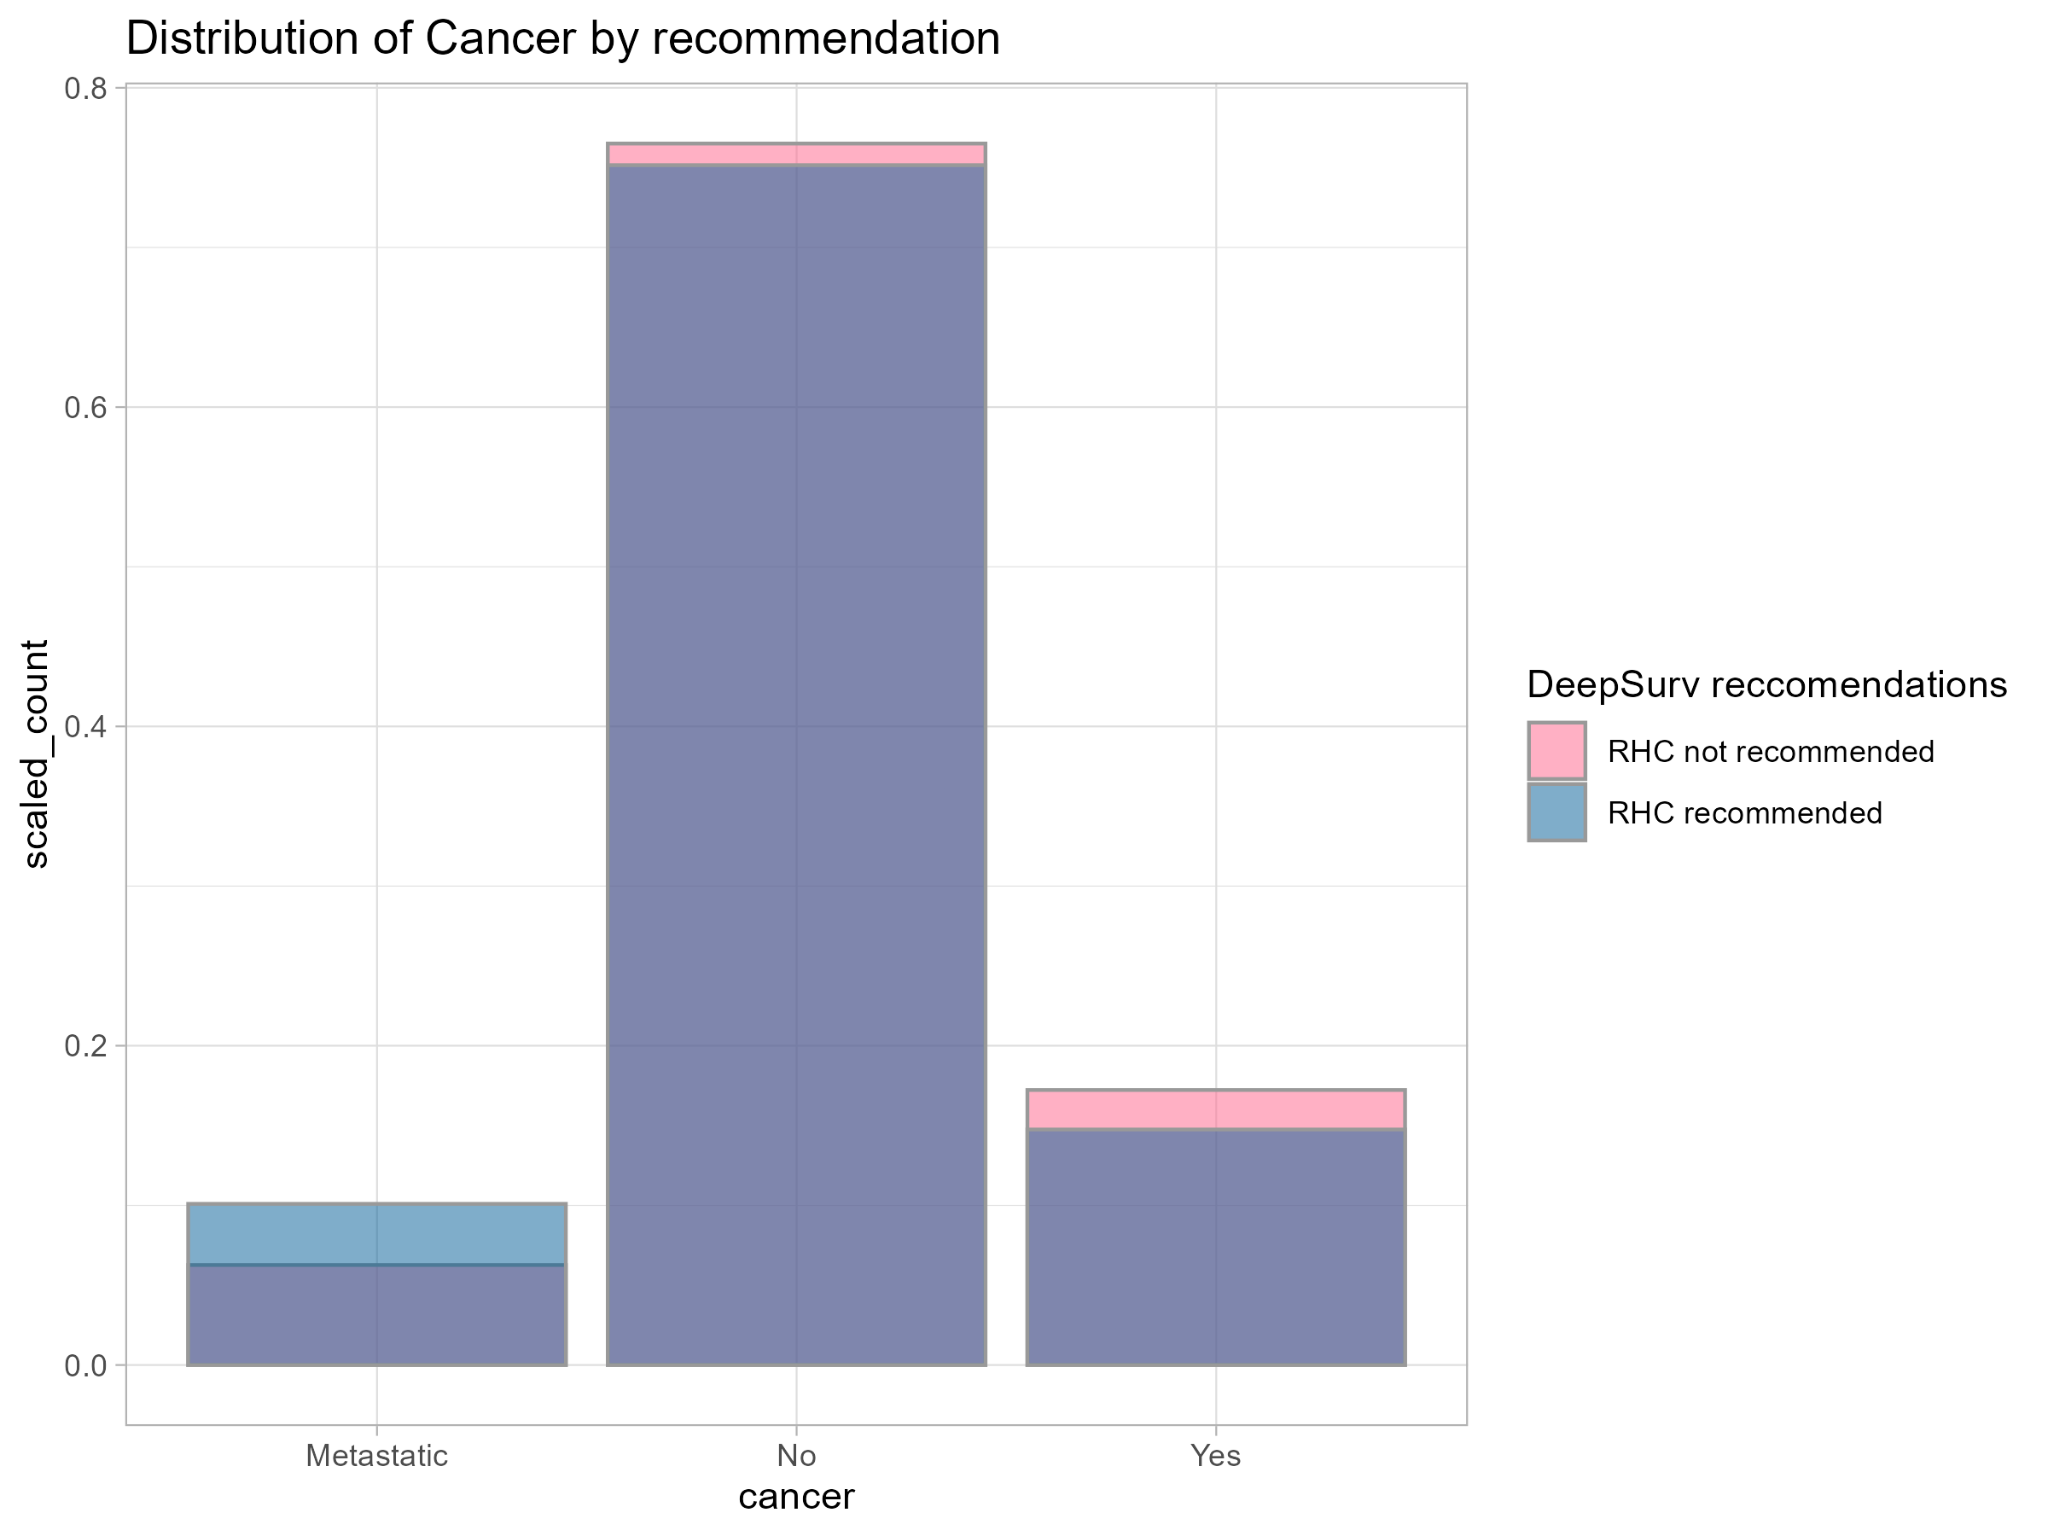 Distribution of Cancer by recommendation
0.8
0.6
0.4
0.2
0.0
scaled_count
Metastatic
No
Yes
cancer
DeepSurv reccomendations
RHC not recommended
RHC recommended